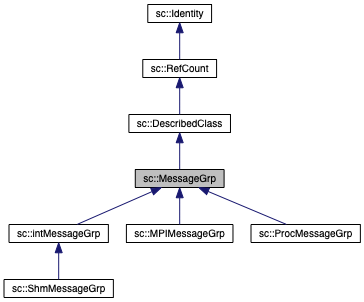 sc::Identity
sc::RefCount
sc::DescribedClass
sc::MessageGrp
sc::intMessageGrp
sc::MPIMessageGrp
sc::ProcMessageGrp
sc::ShmMessageGrp